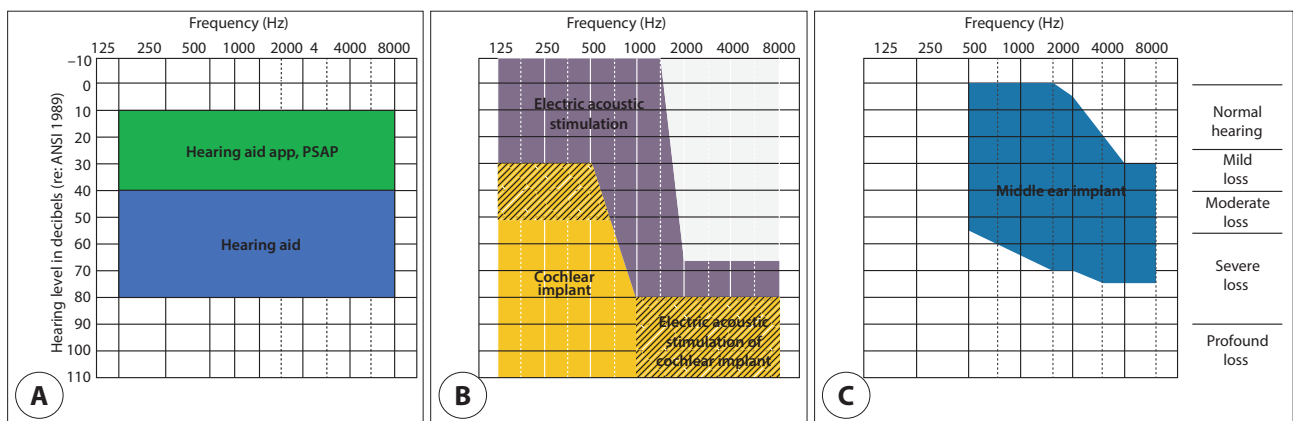 Frequency (Hz)
125 250 500 1000 2000 4 4000 8000
Hearing level in decibels (re: ANSI 1989)
–10
0
10
20
30
40
50
60
70
80
90
100
110
Hearing aid app, PSAP
Hearing aid
A
Frequency (Hz)
125 250 500 1000 2000 4000 8000
Electric acoustic
stimulation
Cochlear
implant
Electric acoustic
stimulation of
cochlear implant
B
Frequency (Hz)
125 250 500 1000 2000 4000 8000
Middle ear implant
Normal
hearing
Mild
loss
Moderate
loss
Severe
loss
Profound
loss
C